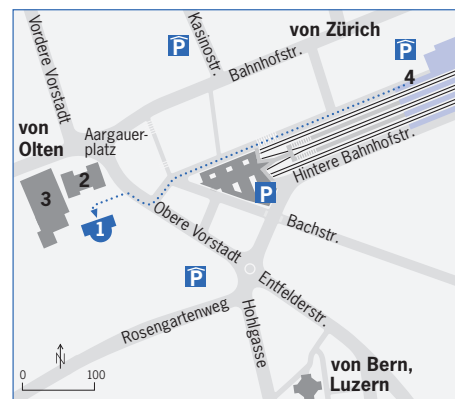 Vordere Vorstadt
Kasinostr.
von Zürich
P
P
4
Bahnhofstr.
von
Olten
Aargauer-
platz
Hintere Bahnhofstr.
3
2
P
1
Obere Vorstadt
Bachstr.
P
Entfelderstr.
Rosengartenweg
Hohlgasse
N
von Bern,
Luzern
0 100